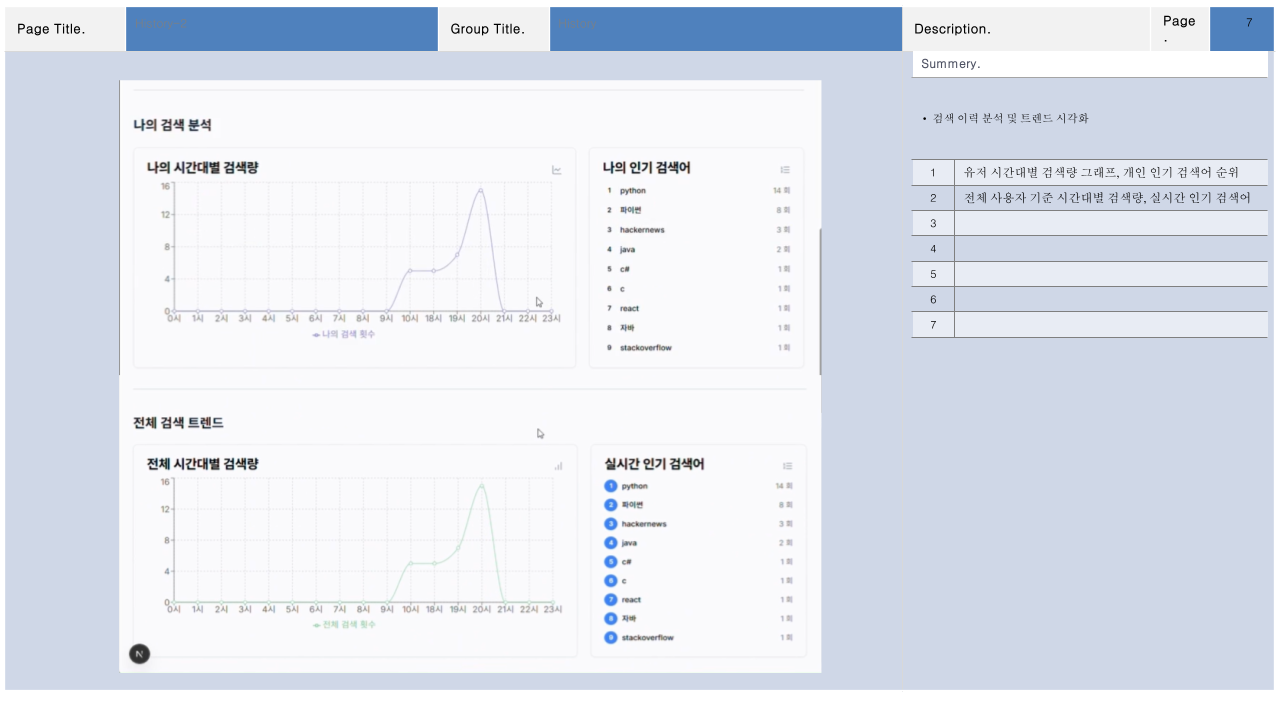 Page Title.
Group Title.
Description.
Page
.
7
Summery.
• 검색 이력 분석 및 트렌드 시각화
1 유저 시간대별 검색량 그래프, 개인 인기 검색어 순위
2 전체 사용자 기준 시간대별 검색량, 실시간 인기 검색어
3
4
5
6
7
나의 검색 분석
나의 시간대별 검색량
16
12
8
4
0
0시 1시 2시 3시 4시 5시 6시 7시 8시 9시 10시 18시 19시 20시 21시 22시 23시
나의 검색 횟수
나의 인기 검색어
1 python 14 회
2 파이썬 8 회
3 hackernews 3 회
4 java 2 회
5 c# 1 회
6 c 1 회
7 react 1 회
8 자바 1 회
9 stackoverflow 1 회
전체 검색 트렌드
전체 시간대별 검색량
16
12
8
4
0
0시 1시 2시 3시 4시 5시 6시 7시 8시 9시 10시 18시 19시 20시 21시 22시 23시
전체 검색 횟수
실시간 인기 검색어
1 python 14 회
2 파이썬 8 회
3 hackernews 3 회
4 java 2 회
5 c# 1 회
6 c 1 회
7 react 1 회
8 자바 1 회
9 stackoverflow 1 회
N